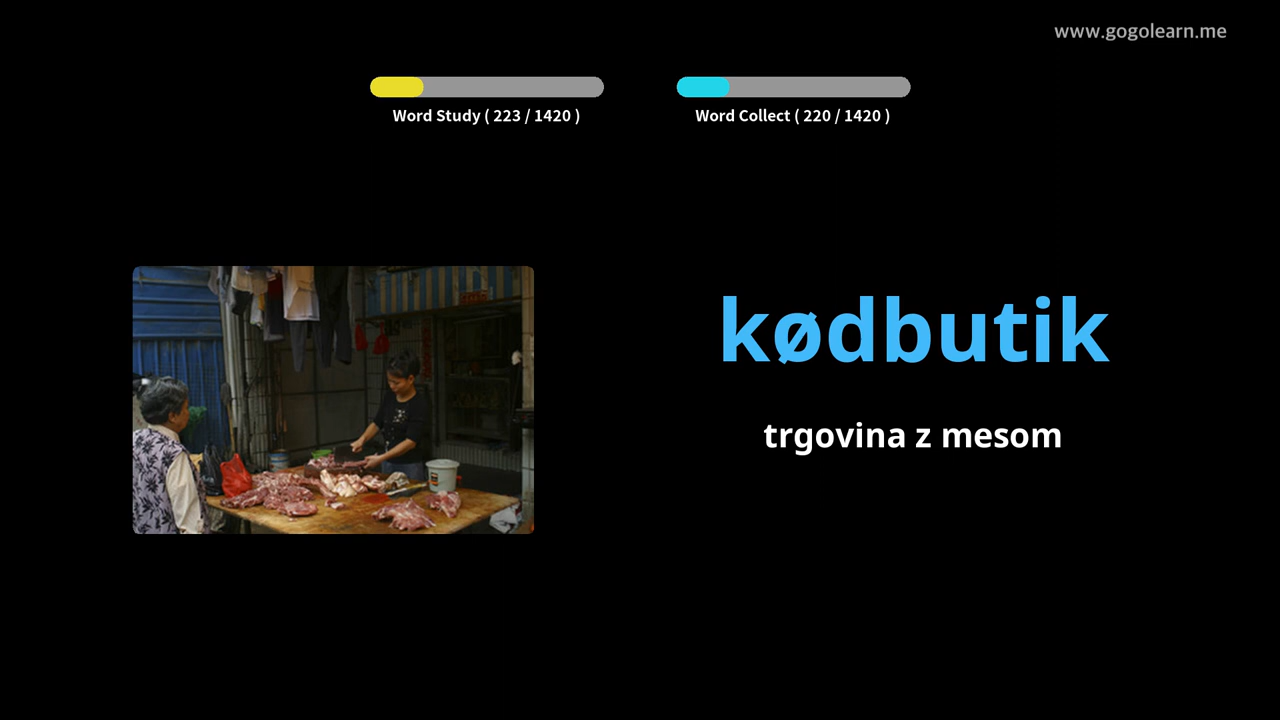 www.gogolearn.me
Word Study ( 223 / 1420 )
Word Collect ( 220 / 1420 )
kødbutik
trgovina z mesom